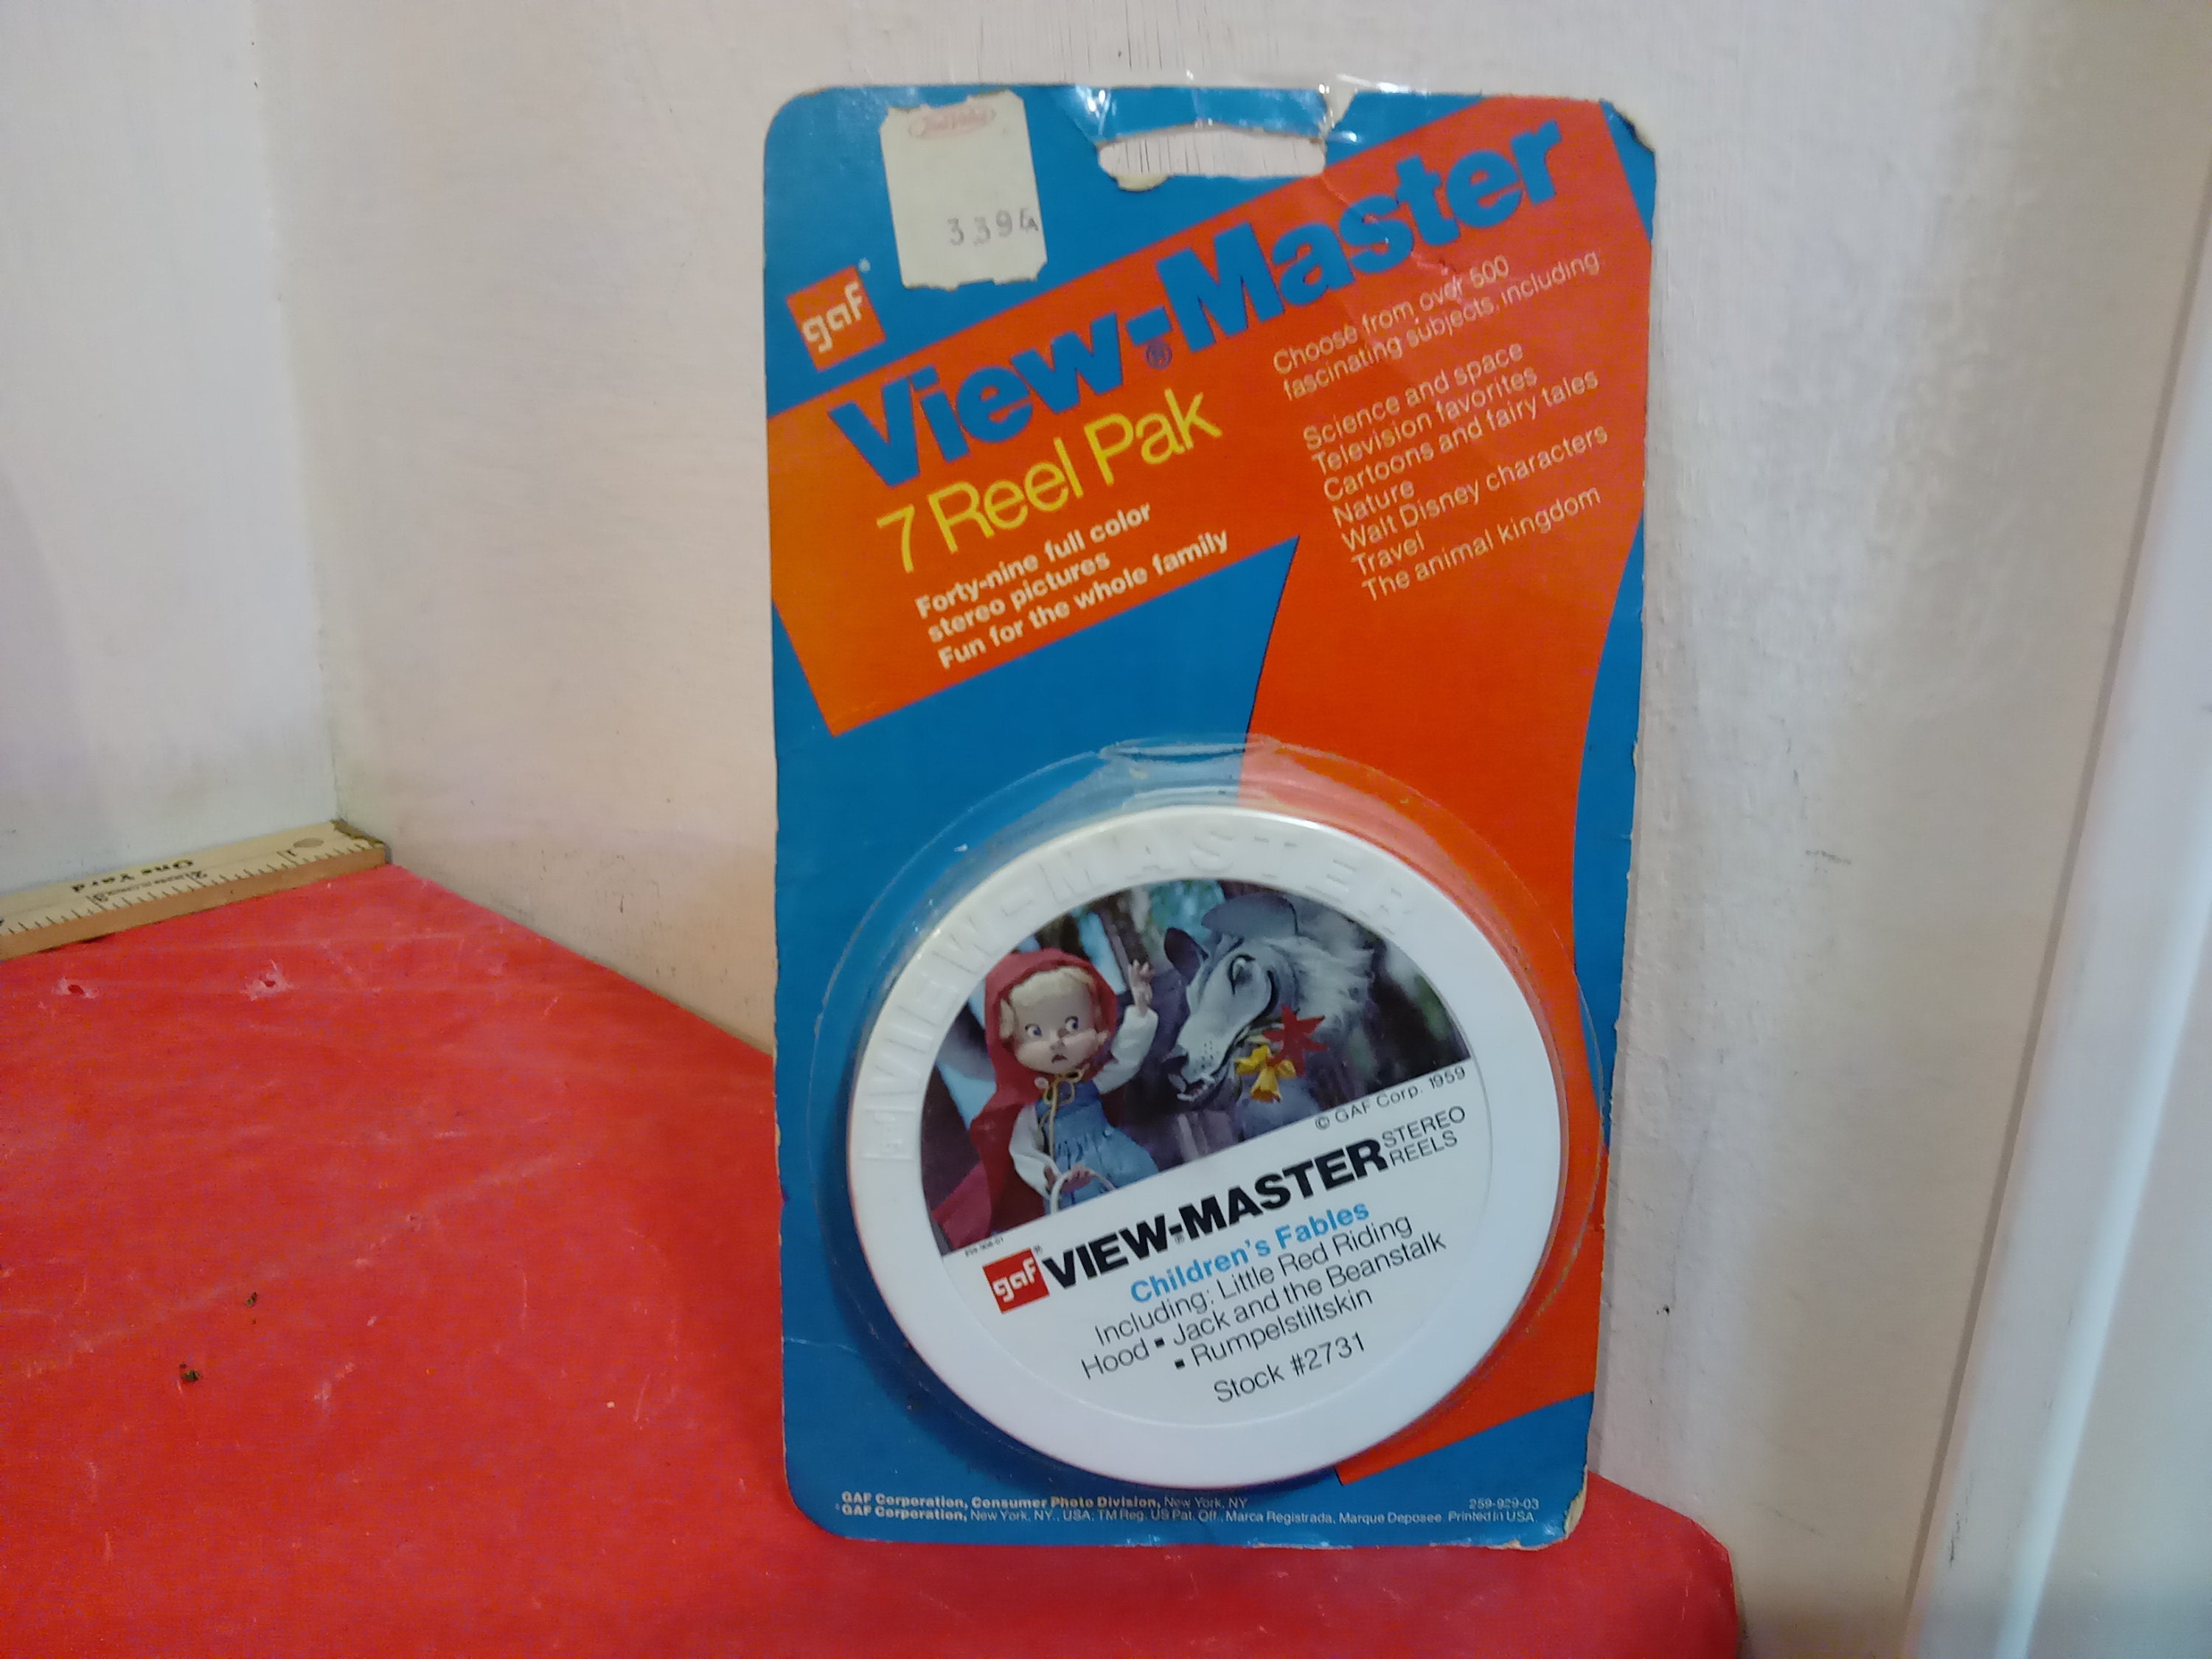 3394
gaf®
View-Master
®
7 Reel Pak
Forty-nine full color
stereo pictures
Fun for the whole family
Choose from over 500
fascinating subjects, including
Science and space
Television favorites
Cartoons and fairy tales
Nature
Walt Disney characters
Travel
The animal kingdom
VIEW-MASTER
© GAF Corp. 1959
gaf® VIEW-MASTER® STEREO
REELS
Children's Fables
Including: Little Red Riding
Hood ▪ Jack and the Beanstalk
▪ Rumpelstiltskin
Stock #2731
GAF Corporation, Consumer Photo Division, New York, NY
GAF Corporation, New York, NY., USA, TM Reg. US Pat. Off., Marca Registrada, Marque Deposee. Printed in USA
259-929-03
One Yard